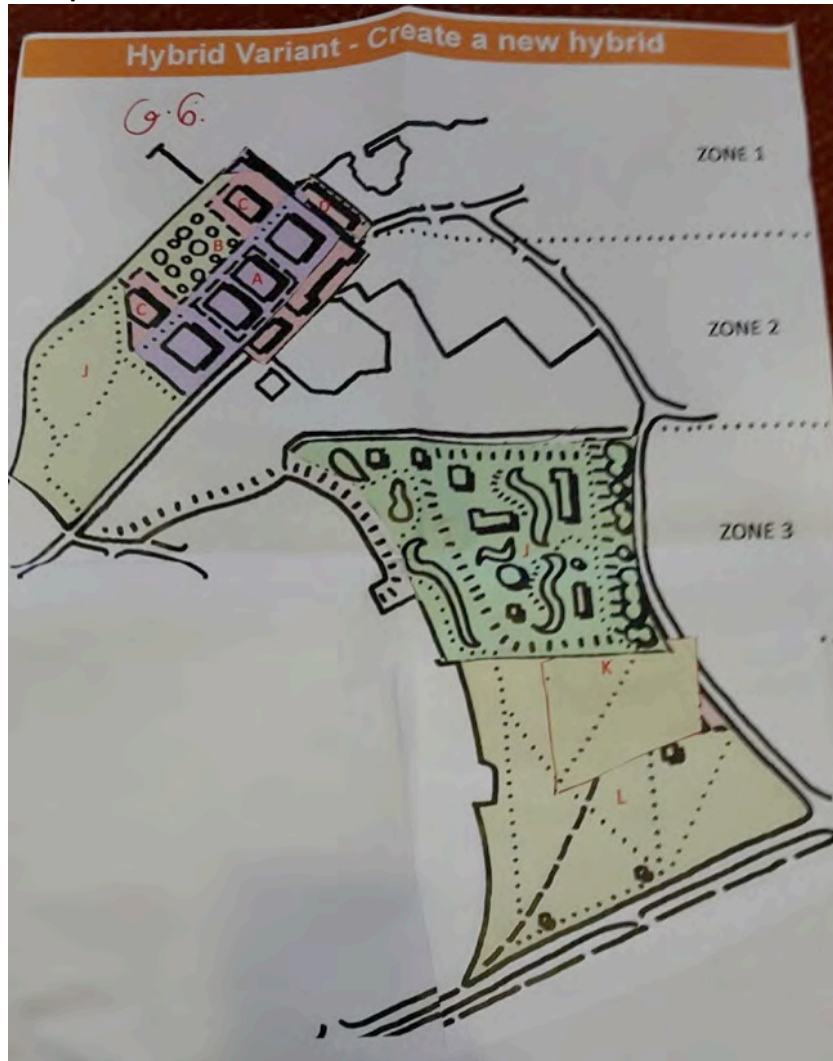 Hybrid Variant - Create a new hybrid
G.6.
ZONE 1
C
D
B
A
C
ZONE 2
J
ZONE 3
J
K
L